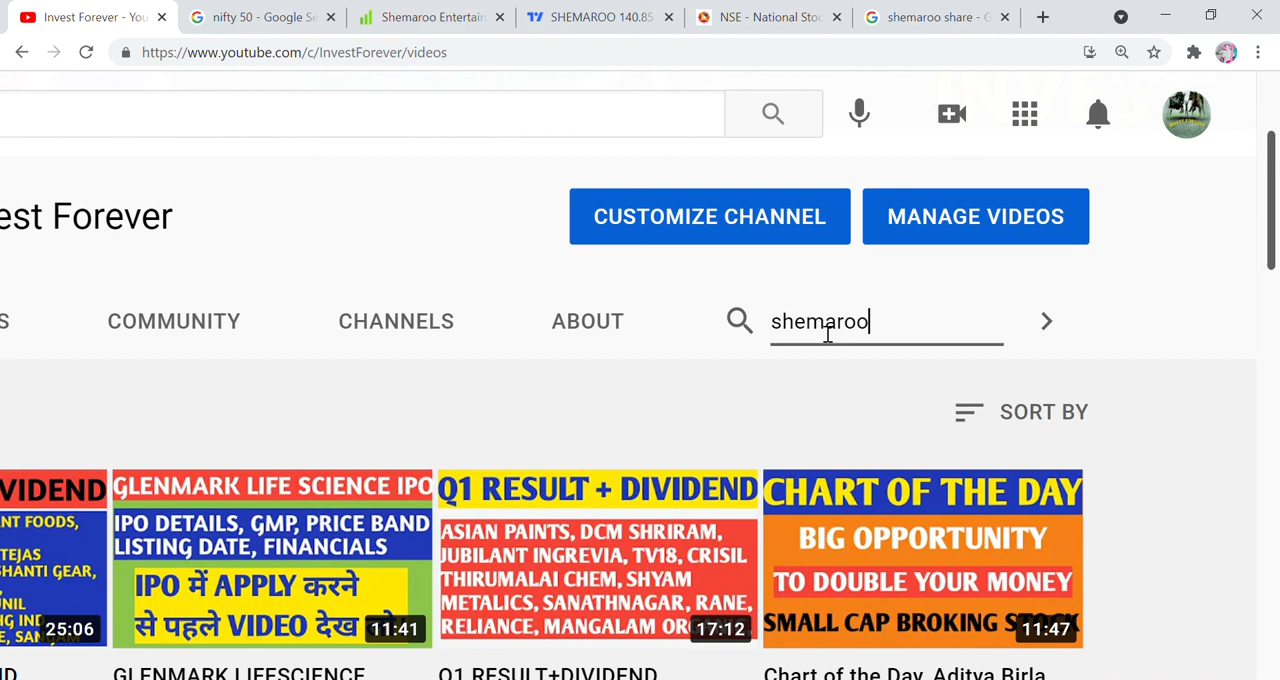 Invest Forever - You
nifty 50 - Google Se
Shemaroo Entertain
SHEMAROO 140.85
NSE - National Stoc
shemaroo share - G
https://www.youtube.com/c/InvestForever/videos
est Forever
CUSTOMIZE CHANNEL
MANAGE VIDEOS
S
COMMUNITY
CHANNELS
ABOUT
shemaroo
SORT BY
VIDEND
NT FOODS,
TEJAS
SHANTI GEAR,
25:06
GLENMARK LIFE SCIENCE IPO
IPO DETAILS, GMP, PRICE BAND
LISTING DATE, FINANCIALS
IPO में APPLY करने
से पहले VIDEO देख
11:41
Q1 RESULT + DIVIDEND
ASIAN PAINTS, DCM SHRIRAM,
JUBILANT INGREVIA, TV18, CRISIL
THIRUMALAI CHEM, SHYAM
METALICS, SANATHNAGAR, RANE,
RELIANCE, MANGALAM
17:12
CHART OF THE DAY
BIG OPPORTUNITY
TO DOUBLE YOUR MONEY
SMALL CAP BROKING STOCK
11:47
ND
GLENMARK LIFESCIENCE
Q1 RESULT+DIVIDEND
Chart of the Day, Aditya Birla